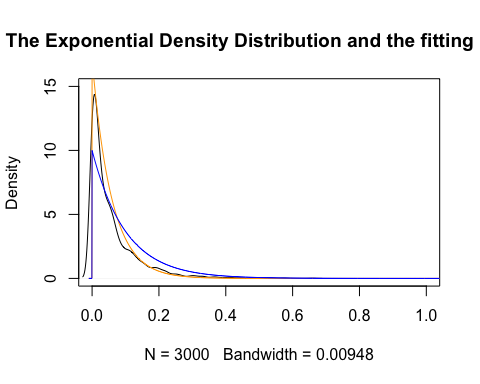 The Exponential Density Distribution and the fitting
Density
15
10
5
0
0.0 0.2 0.4 0.6 0.8 1.0
N = 3000 Bandwidth = 0.00948